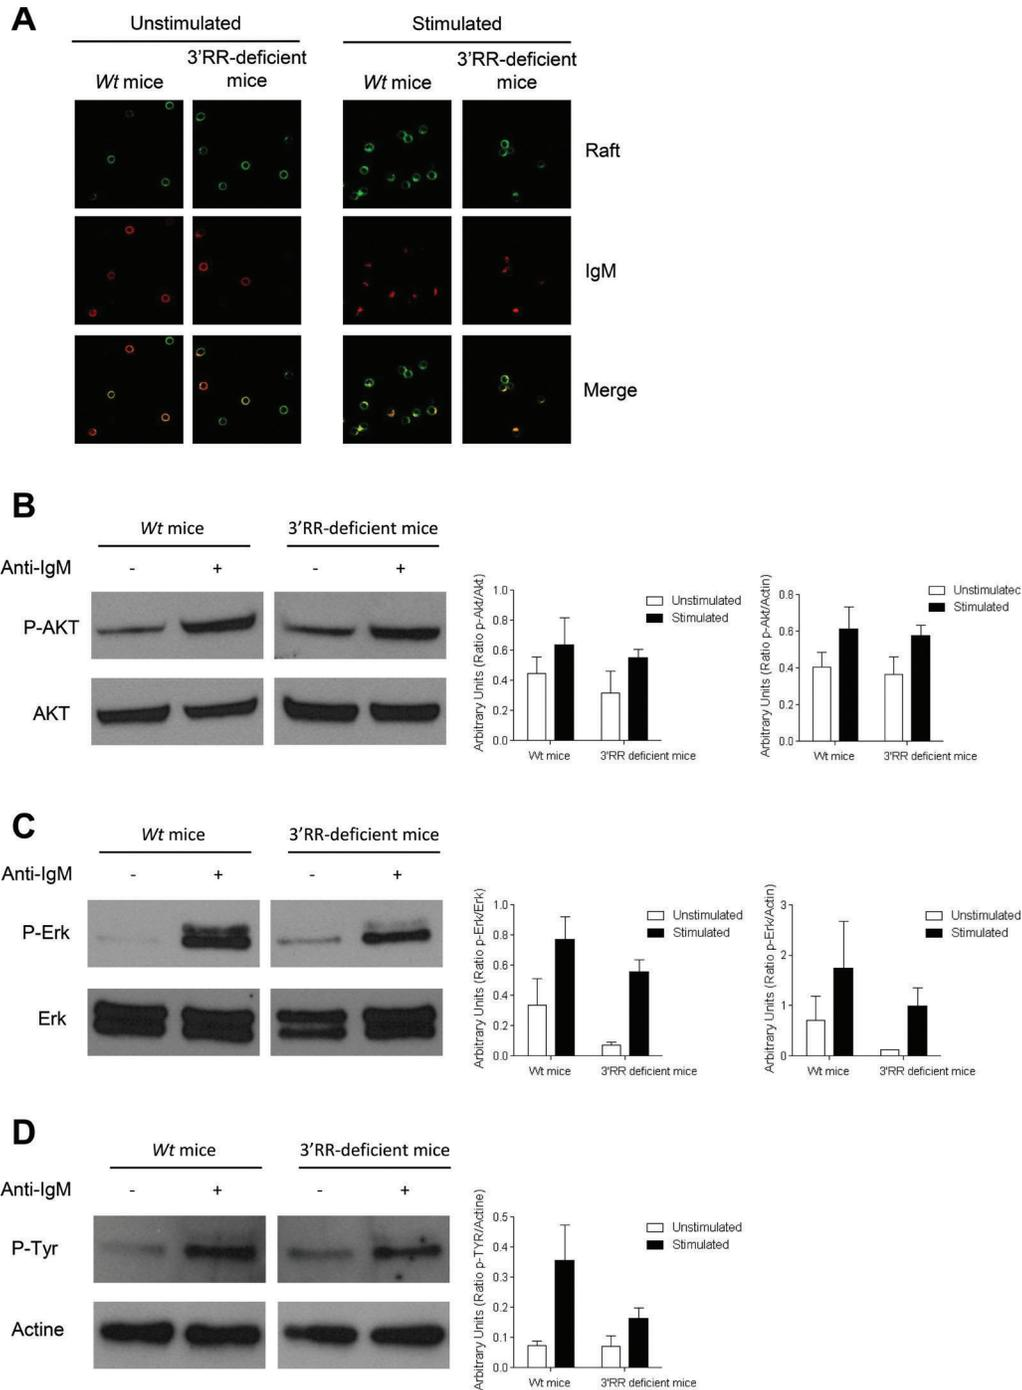 A
Unstimulated
Stimulated
Wt mice
3'RR-deficient
mice
Wt mice
3'RR-deficient
mice
Raft
IgM
Merge
B
Wt mice
3'RR-deficient mice
Anti-IgM
- + - +
P-AKT
AKT
Arbitrary Units (Ratio p-Akt/Akt)
1.0
0.8
0.6
0.4
0.2
0.0
Unstimulated
Stimulated
Wt mice
3'RR deficient mice
Arbitrary Units (Ratio p-Akt/Actin)
0.8
0.6
0.4
0.2
0.0
Unstimulatec
Stimulated
Wt mice
3'RR deficient mice
C
Wt mice
3'RR-deficient mice
Anti-IgM
- + - +
P-Erk
Erk
Arbitrary Units (Ratio p-Erk/Erk)
1.0
0.8
0.6
0.4
0.2
0.0
Unstimulated
Stimulated
Wt mice
3'RR deficient mice
Arbitrary Units (Ratio p-Erk/Actin)
3
2
1
0
Unstimulated
Stimulated
Wt mice
3'RR deficient mice
D
Wt mice
3'RR-deficient mice
Anti-IgM
- + - +
P-Tyr
Actine
Arbitrary Units (Ratio p-TYR/Actine)
0.5
0.4
0.3
0.2
0.1
0.0
Unstimulated
Stimulated
Wt mice
3'RR deficient mice